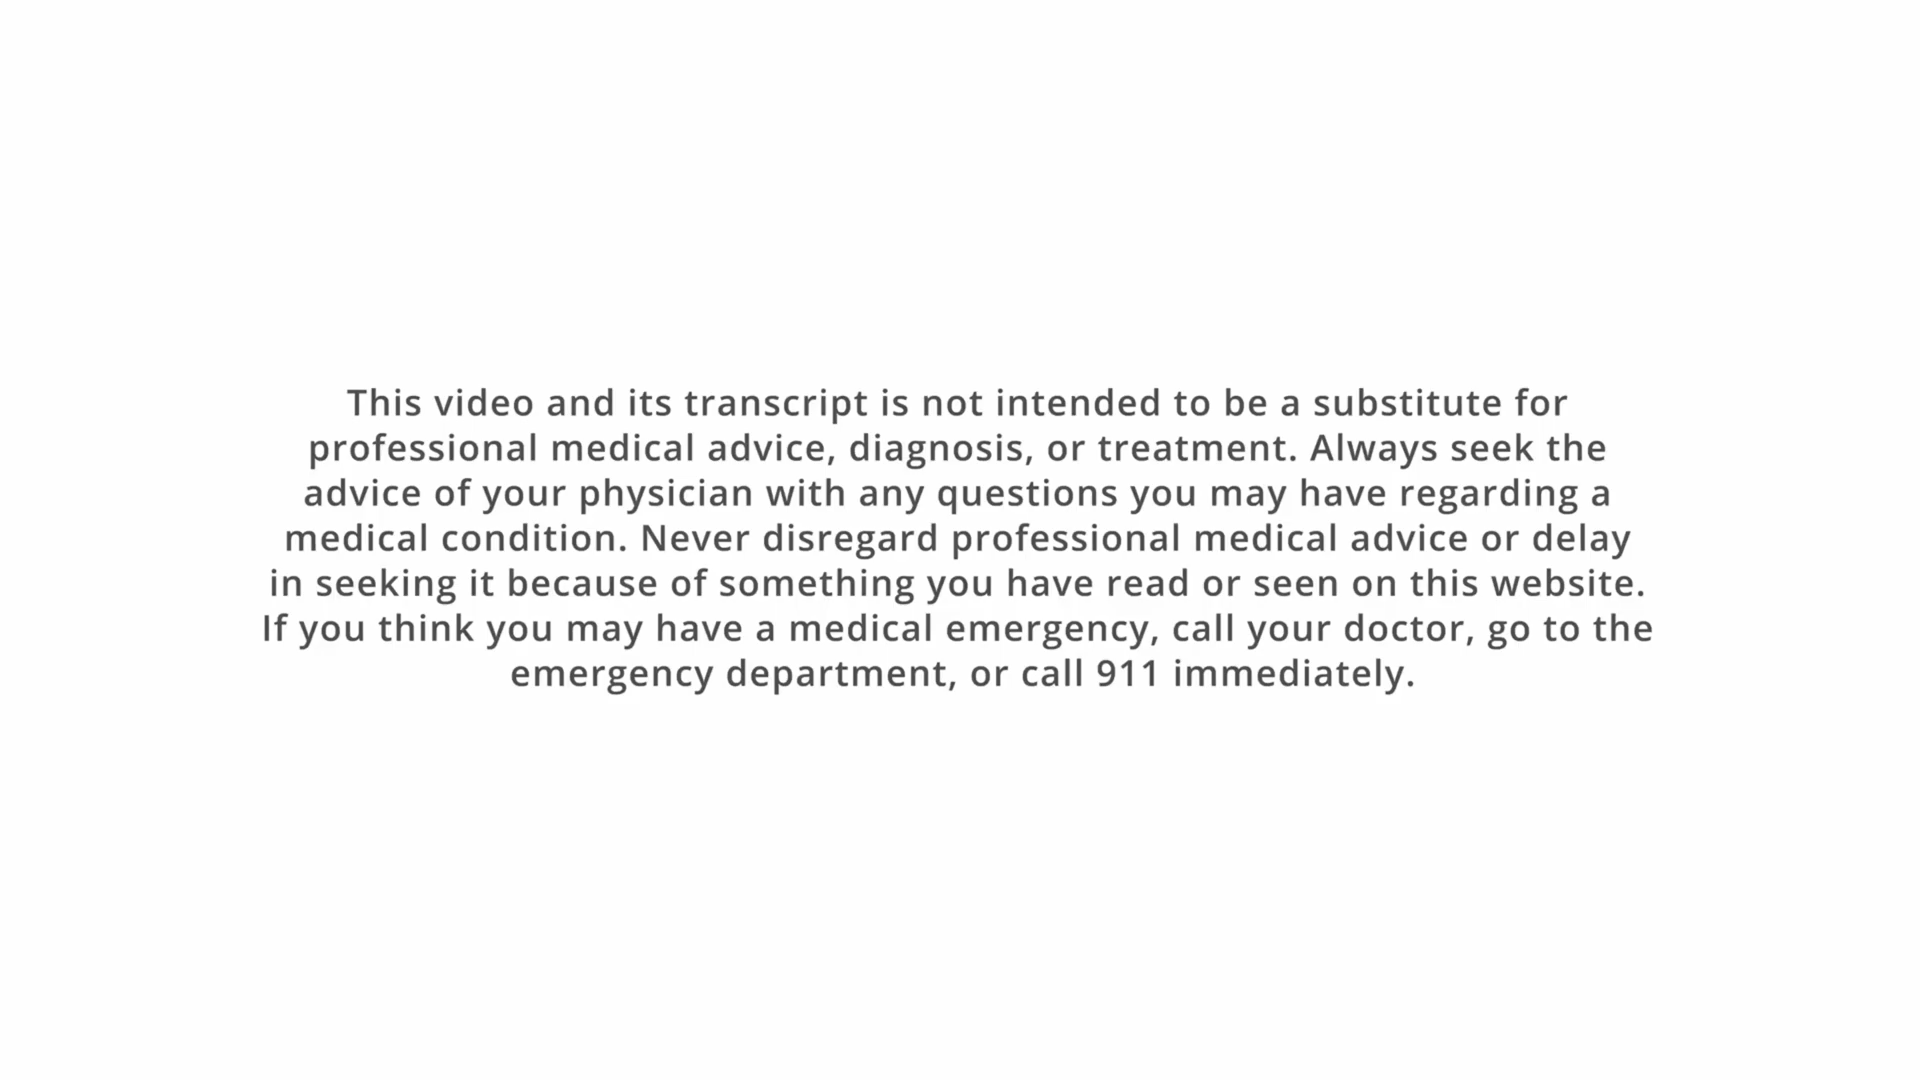 This video and its transcript is not intended to be a substitute for
professional medical advice, diagnosis, or treatment. Always seek the
advice of your physician with any questions you may have regarding a
medical condition. Never disregard professional medical advice or delay
in seeking it because of something you have read or seen on this website.
If you think you may have a medical emergency, call your doctor, go to the
emergency department, or call 911 immediately.